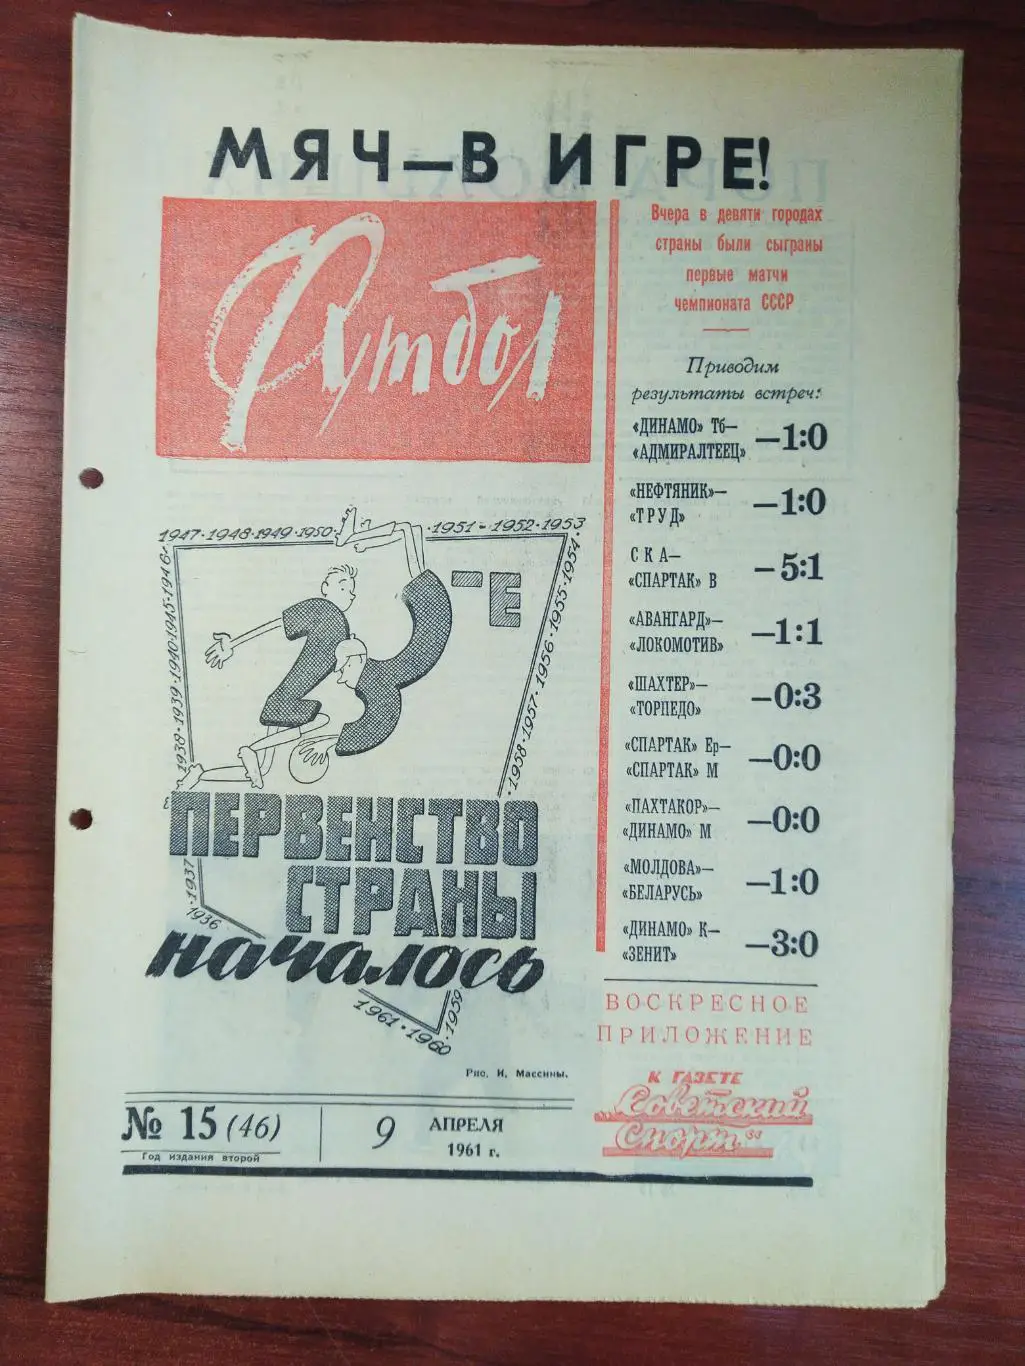 МЯЧ—В ИГРЕ!
Футбол
Вчера в девяти городах
страны были сыграны
первые матчи
чемпионата СССР
Приводим
результаты встреч:
«ДИНАМО» Тб—
«АДМИРАЛТЕЕЦ» —1:0
«НЕФТЯНИК»—
«ТРУД» —1:0
СКА—
«СПАРТАК» В —5:1
«АВАНГАРД»—
«ЛОКОМОТИВ» —1:1
«ШАХТЕР»—
«ТОРПЕДО» —0:3
«СПАРТАК» Ер—
«СПАРТАК» М —0:0
«ПАХТАКОР»—
«ДИНАМО» М —0:0
«МОЛДОВА»—
«БЕЛАРУСЬ» —1:0
«ДИНАМО» К—
«ЗЕНИТ» —3:0
1936·1937·
1938·1939·1940·1945·1946·
1947·1948·1949·1950·
·1951-1952·1953
1954·
·1958·1957·1956·1955·
23-Е
ПЕРВЕНСТВО
СТРАНЫ
началось
1961·1960
·1959
Рис. И. Массины.
ВОСКРЕСНОЕ
ПРИЛОЖЕНИЕ
К ГАЗЕТЕ
„Советский
Спорт“
№ 15 (46)
Год издания второй
9 АПРЕЛЯ
1961 г.